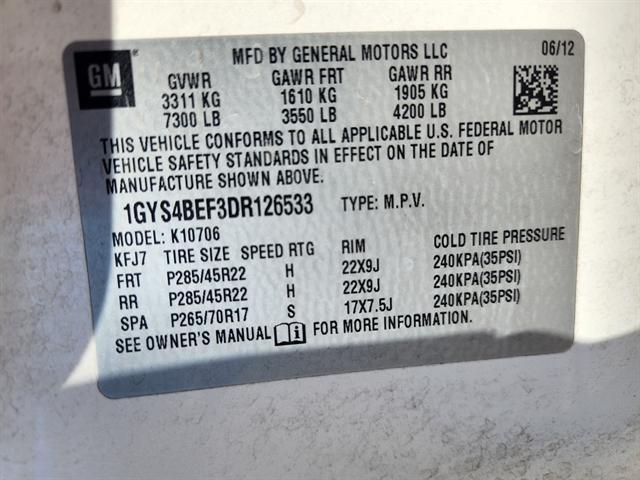 GM
MFD BY GENERAL MOTORS LLC 06/12
GVWR GAWR FRT GAWR RR
3311 KG 1610 KG 1905 KG
7300 LB 3550 LB 4200 LB
THIS VEHICLE CONFORMS TO ALL APPLICABLE U.S. FEDERAL MOTOR
VEHICLE SAFETY STANDARDS IN EFFECT ON THE DATE OF
MANUFACTURE SHOWN ABOVE.
1GYS4BEF3DR126533 TYPE: M.P.V.
MODEL: K10706
KFJ7 TIRE SIZE SPEED RTG RIM COLD TIRE PRESSURE
FRT P285/45R22 H 22X9J 240KPA(35PSI)
RR P285/45R22 H 22X9J 240KPA(35PSI)
SPA P265/70R17 S 17X7.5J 240KPA(35PSI)
SEE OWNER'S MANUAL FOR MORE INFORMATION.